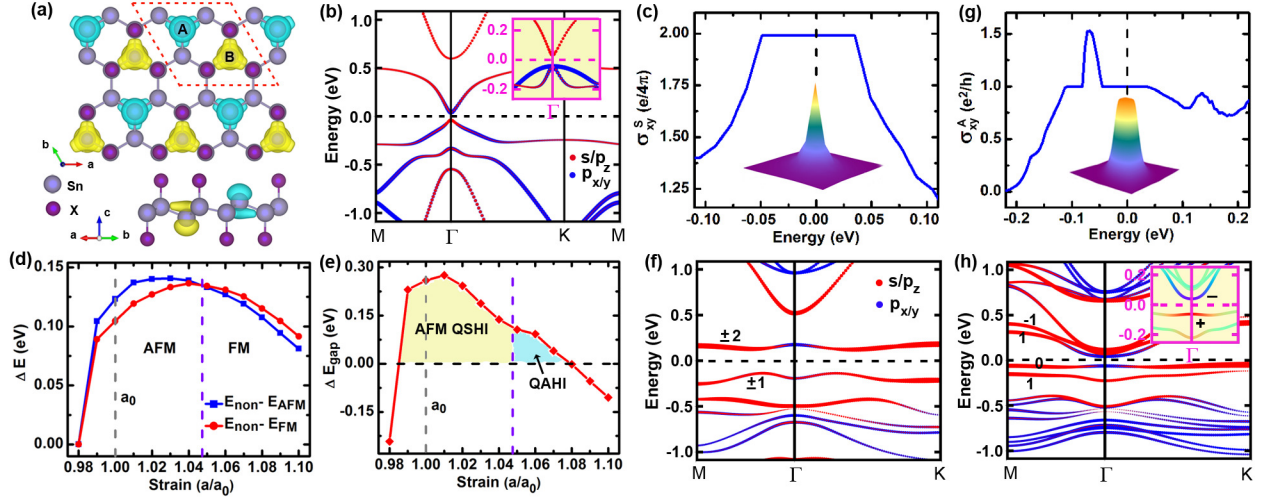 (a)
A
B
b
a
Sn
X
c
a
b
(b)
Energy (eV)
1.0
0.5
0.0
-0.5
-1.0
0.2
0.0
-0.2
Γ
s/pz
px/y
M
Γ
K
M
(c)
σ^S_xy (e/4π)
2.00
1.75
1.50
1.25
-0.10
-0.05
0.00
0.05
0.10
Energy (eV)
(g)
σ^A_xy (e²/h)
1.5
1.0
0.5
0.0
-0.2
-0.1
0.0
0.1
0.2
Energy (eV)
(d)
Δ E (eV)
0.15
0.10
0.05
0.00
AFM
FM
a₀
Enon- EAFM
Enon- EFM
0.98
1.00
1.02
1.04
1.06
1.08
1.10
Strain (a/a₀)
(e)
Δ Egap (eV)
0.30
0.15
0.00
-0.15
AFM QSHI
QAHI
a₀
0.98
1.00
1.02
1.04
1.06
1.08
1.10
Strain (a/a₀)
(f)
Energy (eV)
1.0
0.5
0.0
-0.5
-1.0
s/pz
px/y
±2
±1
M
Γ
K
(h)
Energy (eV)
1.0
0.5
0.0
-0.5
-1.0
-1
1
0
1
0.2
0.0
-0.2
−
+
Γ
M
Γ
K